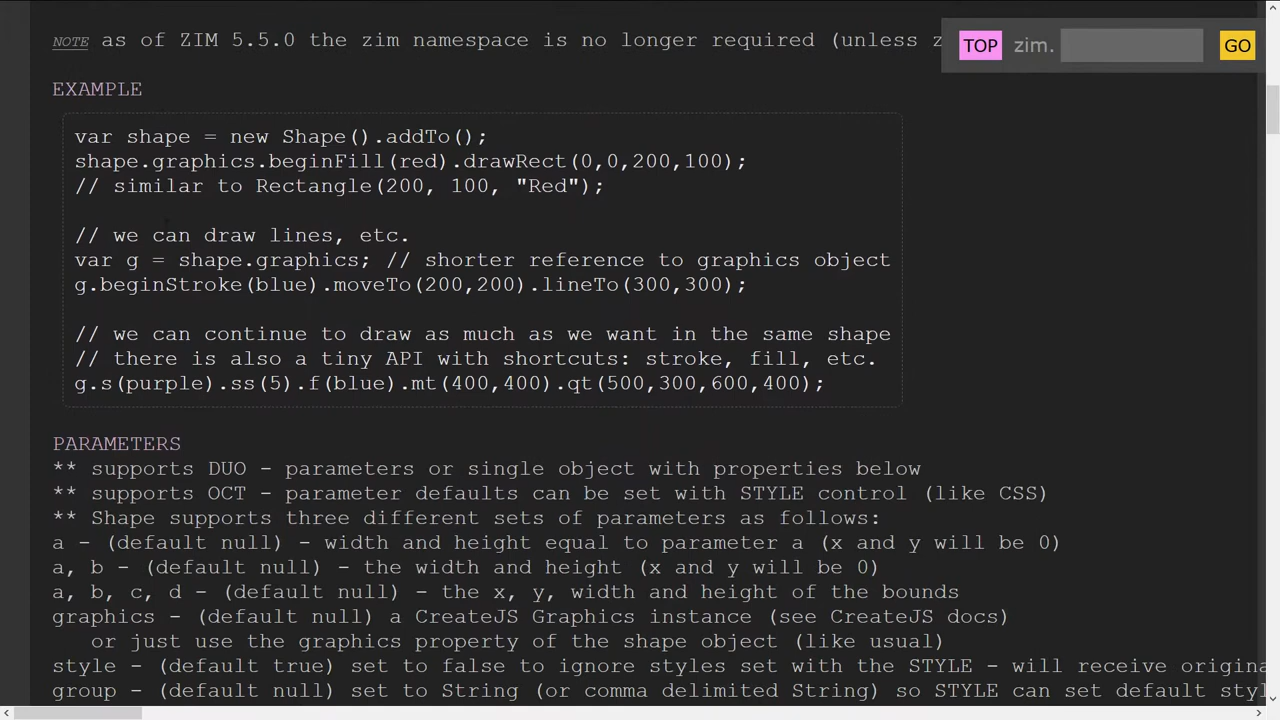 NOTE as of ZIM 5.5.0 the zim namespace is no longer required (unless z
TOP zim. GO
EXAMPLE
var shape = new Shape().addTo();
shape.graphics.beginFill(red).drawRect(0,0,200,100);
// similar to Rectangle(200, 100, "Red");
// we can draw lines, etc.
var g = shape.graphics; // shorter reference to graphics object
g.beginStroke(blue).moveTo(200,200).lineTo(300,300);
// we can continue to draw as much as we want in the same shape
// there is also a tiny API with shortcuts: stroke, fill, etc.
g.s(purple).ss(5).f(blue).mt(400,400).qt(500,300,600,400);
PARAMETERS
** supports DUO - parameters or single object with properties below
** supports OCT - parameter defaults can be set with STYLE control (like CSS)
** Shape supports three different sets of parameters as follows:
a - (default null) - width and height equal to parameter a (x and y will be 0)
a, b - (default null) - the width and height (x and y will be 0)
a, b, c, d - (default null) - the x, y, width and height of the bounds
graphics - (default null) a CreateJS Graphics instance (see CreateJS docs)
or just use the graphics property of the shape object (like usual)
style - (default true) set to false to ignore styles set with the STYLE - will receive origina
group - (default null) set to String (or comma delimited String) so STYLE can set default styl